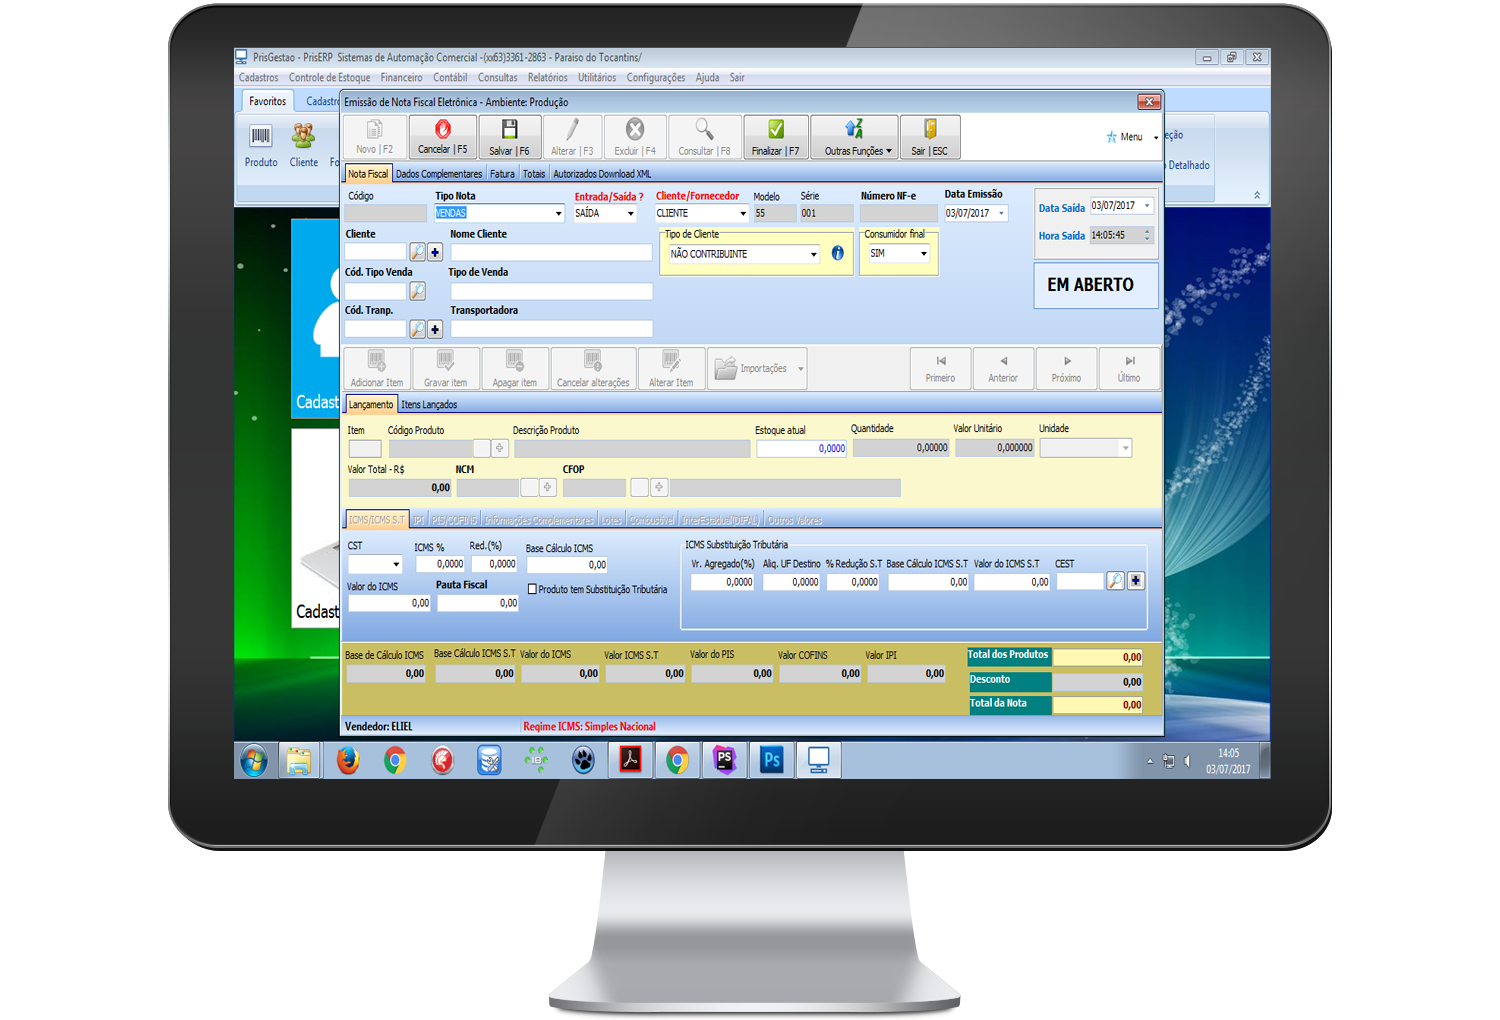 PrisGestao - PrisERP Sistemas de Automação Comercial -(xx63)3361-2863 - Paraiso do Tocantins/
Cadastros Controle de Estoque Financeiro Contábil Consultas Relatórios Utilitários Configurações Ajuda Sair
Favoritos Cadastro
Produto Cliente Fo
eção
Detalhado
Cadast
Cadast
Emissão de Nota Fiscal Eletrônica - Ambiente: Produção
Novo | F2 Cancelar | F5 Salvar | F6 Alterar | F3 Excluir | F4 Consultar | F8 Finalizar | F7 Outras Funções Sair | ESC Menu
Nota Fiscal Dados Complementares Fatura Totais Autorizados Download XML
Código Tipo Nota Entrada/Saída ? Cliente/Fornecedor Modelo Série Número NF-e Data Emissão
VENDAS SAÍDA CLIENTE 55 001 03/07/2017
Data Saída 03/07/2017
Hora Saída 14:05:45
Cliente Nome Cliente Tipo de Cliente Consumidor final
NÃO CONTRIBUINTE SIM
Cód. Tipo Venda Tipo de Venda
EM ABERTO
Cód. Tranp. Transportadora
Adicionar Item Gravar item Apagar item Cancelar alterações Alterar Item Importações Primeiro Anterior Próximo Último
Lançamento Itens Lançados
Item Código Produto Descrição Produto Estoque atual Quantidade Valor Unitário Unidade
0,0000 0,00000 0,000000
Valor Total - R$ NCM CFOP
0,00
ICMS/ICMS S.T IPI PIS/COFINS Informações Complementares Lotes Combustível InterEstadual(DIFAL) Outros Valores
CST ICMS % Red.(%) Base Cálculo ICMS
0,0000 0,0000 0,00
Valor do ICMS Pauta Fiscal Produto tem Substituição Tributária
0,00 0,00
ICMS Substituição Tributária
Vr. Agregado(%) Aliq. UF Destino % Redução S.T Base Cálculo ICMS S.T Valor do ICMS S.T CEST
0,0000 0,0000 0,0000 0,00 0,00
Base de Cálculo ICMS Base Cálculo ICMS S.T Valor do ICMS Valor ICMS S.T Valor do PIS Valor COFINS Valor IPI
0,00 0,00 0,00 0,00 0,00 0,00 0,00
Total dos Produtos 0,00
Desconto 0,00
Total da Nota 0,00
Vendedor: ELIEL Regime ICMS: Simples Nacional
IB PS Ps
14:05
03/07/2017